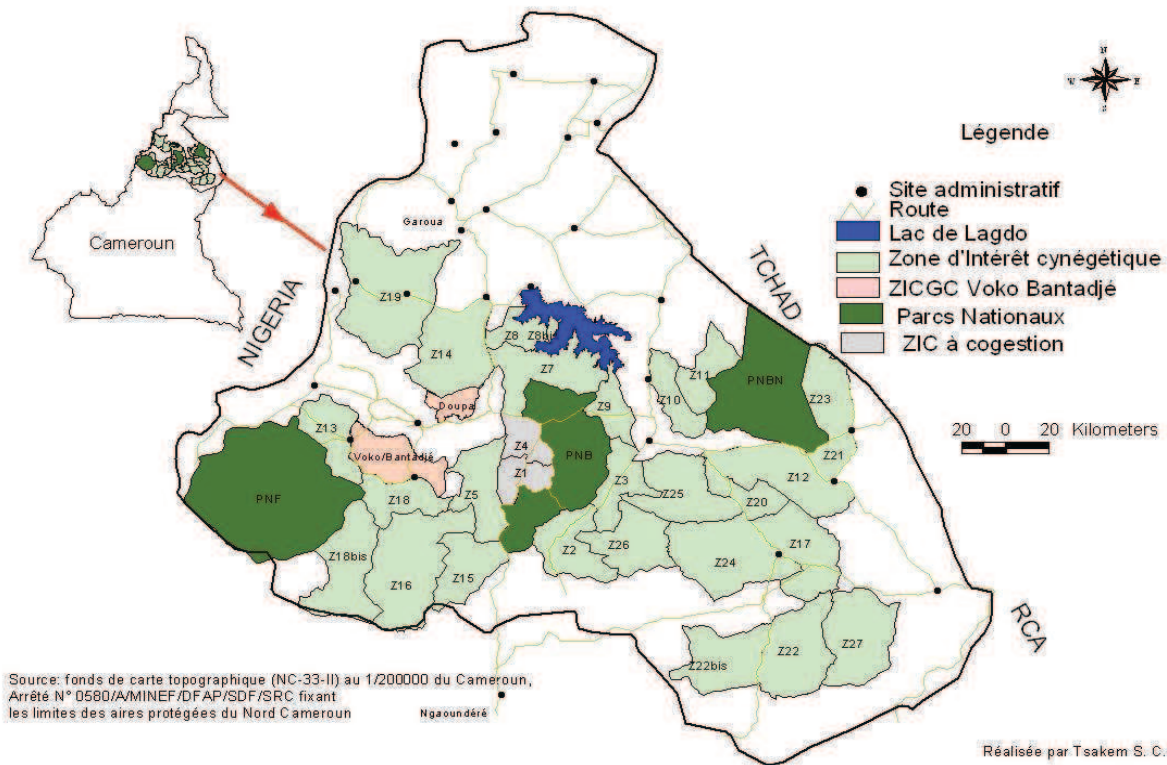 N
W
E
S
Légende
Site administratif
Route
Lac de Lagdo
Zone d'Intérêt cynégétique
ZICGC Voko Bantadjé
Parcs Nationaux
ZIC à cogestion
20 0 20 Kilometers
Cameroun
NIGERIA
TCHAD
RCA
Garoua
Z19
Z14
Z8
Z8bis
Z7
Z11
Z10
PNBN
Z23
Doupa
Z9
Z13
Z4
Voko/Bantadjé
PNB
Z21
Z1
Z3
Z12
PNF
Z18
Z5
Z25
Z20
Z18bis
Z2
Z26
Z17
Z16
Z15
Z24
Z22bis
Z22
Z27
Source: fonds de carte topographique (NC-33-II) au 1/200000 du Cameroun,
Arrêté N° 0580/A/MINEF/DFAP/SDF/SRC fixant
les limites des aires protégées du Nord Cameroun
Ngaoundéré
Réalisée par Tsakem S. C.